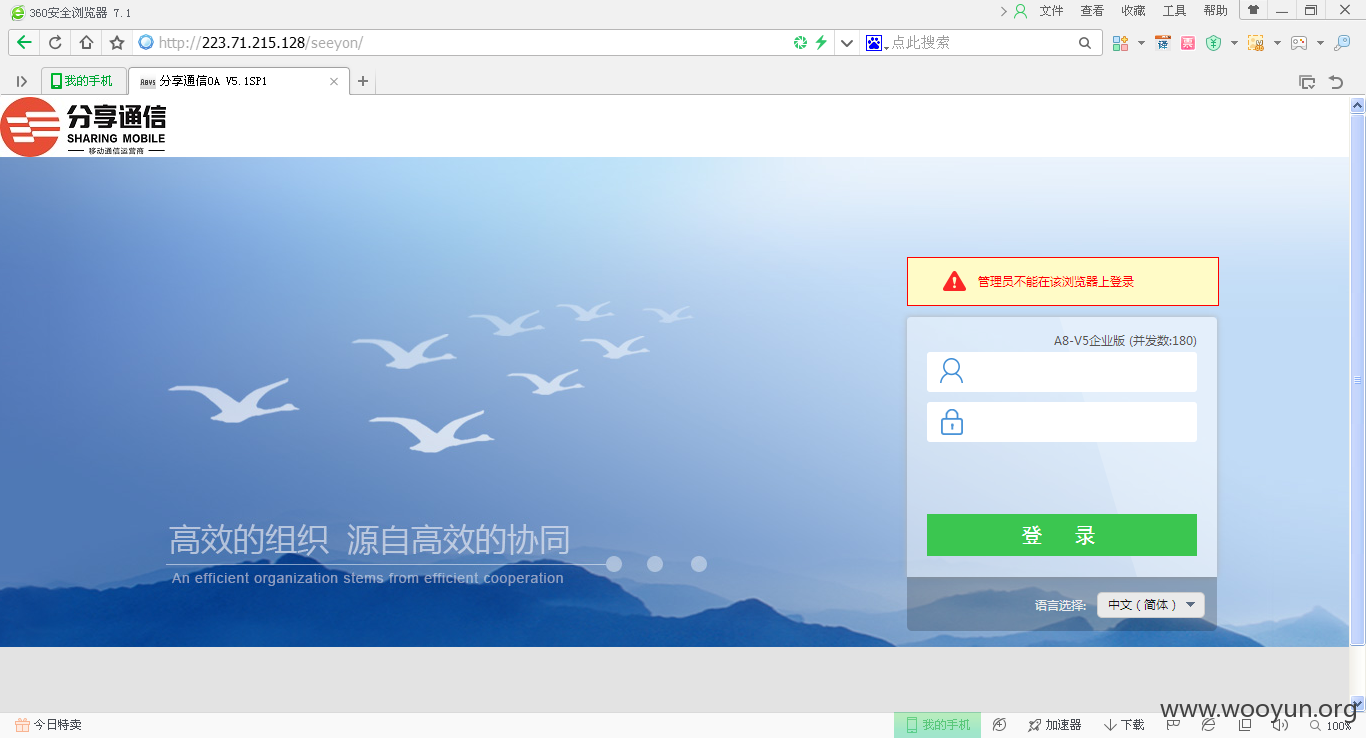 360安全浏览器 7.1
文件 查看 收藏 工具 帮助
http://223.71.215.128/seeyon/
点此搜索
我的手机
A8V5 分享通信OA V5.1SP1
分享通信
SHARING MOBILE
移动通信运营商
管理员不能在该浏览器上登录
A8-V5企业版 (并发数:180)
登 录
高效的组织 源自高效的协同
An efficient organization stems from efficient cooperation
语言选择: 中文 ( 简体 )
www.wooyun.org
今日特卖
我的手机
加速器
下载
100%